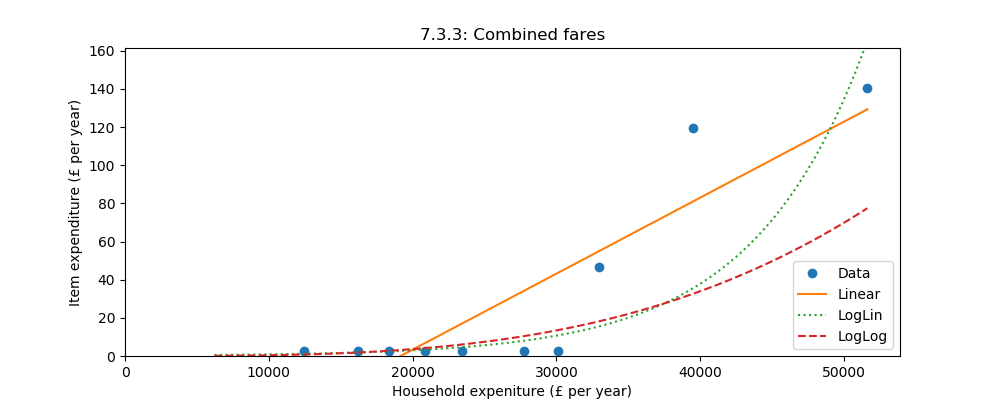 7.3.3: Combined fares
Item expenditure (£ per year)
160
140
120
100
80
60
40
20
0
0 10000 20000 30000 40000 50000
Household expeniture (£ per year)
Data
Linear
LogLin
LogLog